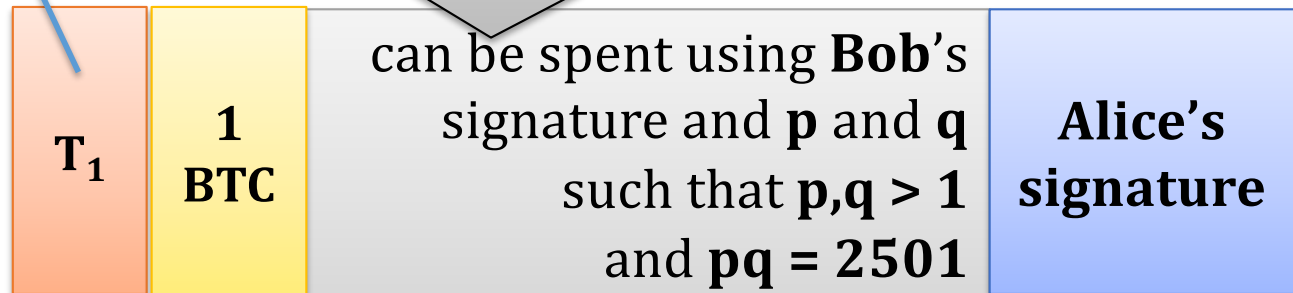 T₁
1
BTC
can be spent using Bob’s
signature and p and q
such that p,q > 1
and pq = 2501
Alice’s
signature